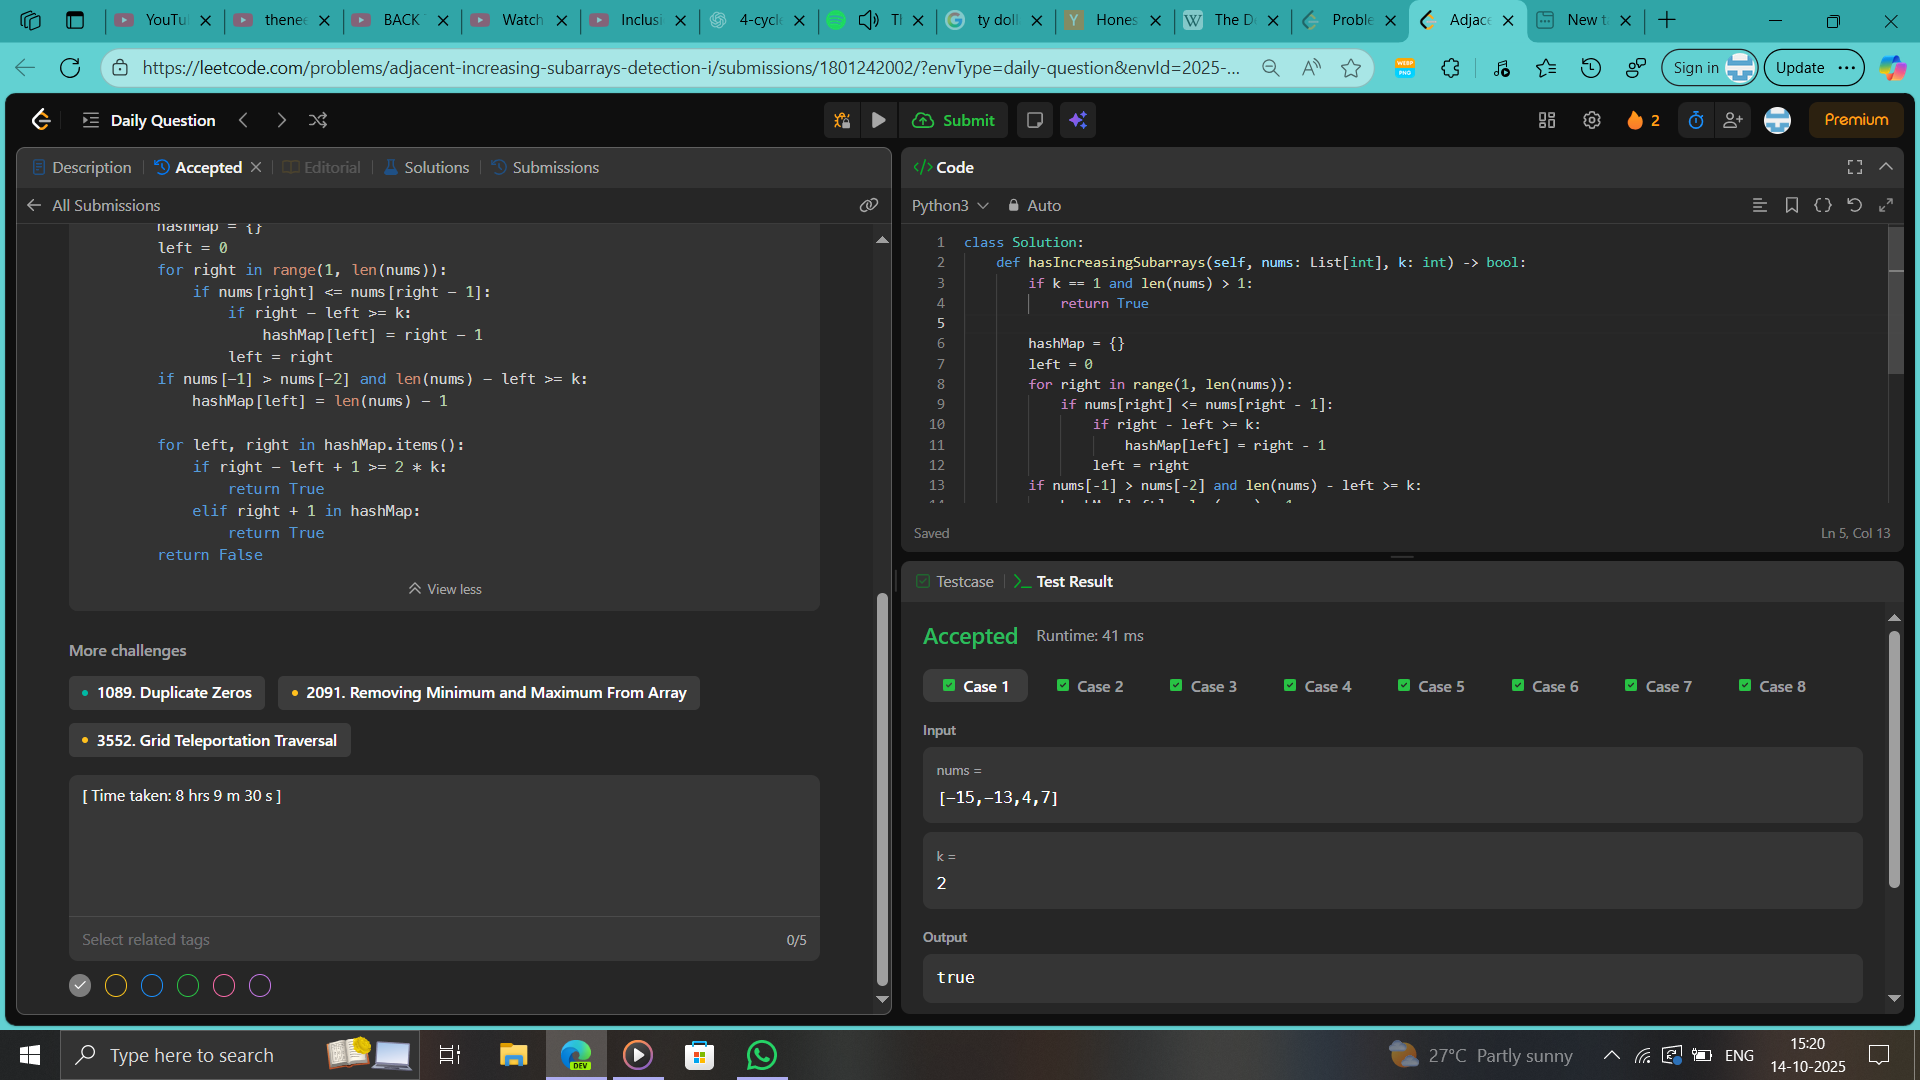 YouTu
thenee
BACK
Watch
Inclusi
4-cycle
ty doll
Hones
The D
Proble
Adjace
New t
https://leetcode.com/problems/adjacent-increasing-subarrays-detection-i/submissions/1801242002/?envType=daily-question&envId=2025-...
Sign in
Update
Daily Question
Submit
2
Premium
Description
Accepted
Editorial
Solutions
Submissions
All Submissions
hashMap = {}
left = 0
for right in range(1, len(nums)):
if nums[right] <= nums[right - 1]:
if right - left >= k:
hashMap[left] = right - 1
left = right
if nums[-1] > nums[-2] and len(nums) - left >= k:
hashMap[left] = len(nums) - 1
for left, right in hashMap.items():
if right - left + 1 >= 2 * k:
return True
elif right + 1 in hashMap:
return True
return False
View less
More challenges
1089. Duplicate Zeros
2091. Removing Minimum and Maximum From Array
3552. Grid Teleportation Traversal
[ Time taken: 8 hrs 9 m 30 s ]
Select related tags
0/5
Code
Python3
Auto
1 class Solution:
2 def hasIncreasingSubarrays(self, nums: List[int], k: int) -> bool:
3 if k == 1 and len(nums) > 1:
4 return True
5
6 hashMap = {}
7 left = 0
8 for right in range(1, len(nums)):
9 if nums[right] <= nums[right - 1]:
10 if right - left >= k:
11 hashMap[left] = right - 1
12 left = right
13 if nums[-1] > nums[-2] and len(nums) - left >= k:
Saved
Ln 5, Col 13
Testcase
Test Result
Accepted
Runtime: 41 ms
Case 1
Case 2
Case 3
Case 4
Case 5
Case 6
Case 7
Case 8
Input
nums =
[-15,-13,4,7]
k =
2
Output
true
Type here to search
DEV
27°C Partly sunny
ENG
15:20
14-10-2025